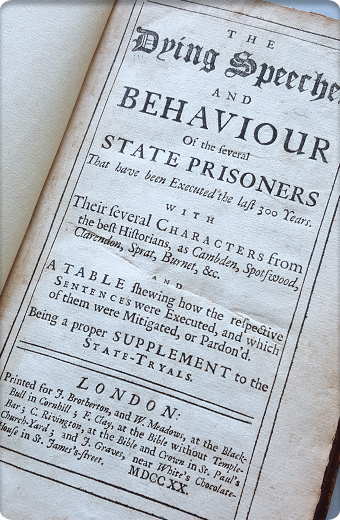 THE
Dying Speeches
AND
BEHAVIOUR
Of the ſeveral
STATE PRISONERS
That have been Executed the laſt 300 Years.
WITH
Their ſeveral CHARACTERS from
the beſt Hiſtorians, as Cambden, Spotſwood,
Clarendon, Sprat, Burnet, &c.
AND
A TABLE ſhewing how the reſpective
SENTENCES were Executed, and which
of them were Mitigated, or Pardon'd.
Being a proper SUPPLEMENT to the
STATE-TRYALS.
LONDON:
Printed for J. Brotherton, and W. Meadows, at the Black-
Bull in Cornhill; E. Clay, at the Bible without Temple-
Bar; C. Rivington, at the Bible and Crown in St. Paul's
Church-Yard; and J. Graves, near White's Chocolate-
Houſe in St. James's-ſtreet. MDCCXX.